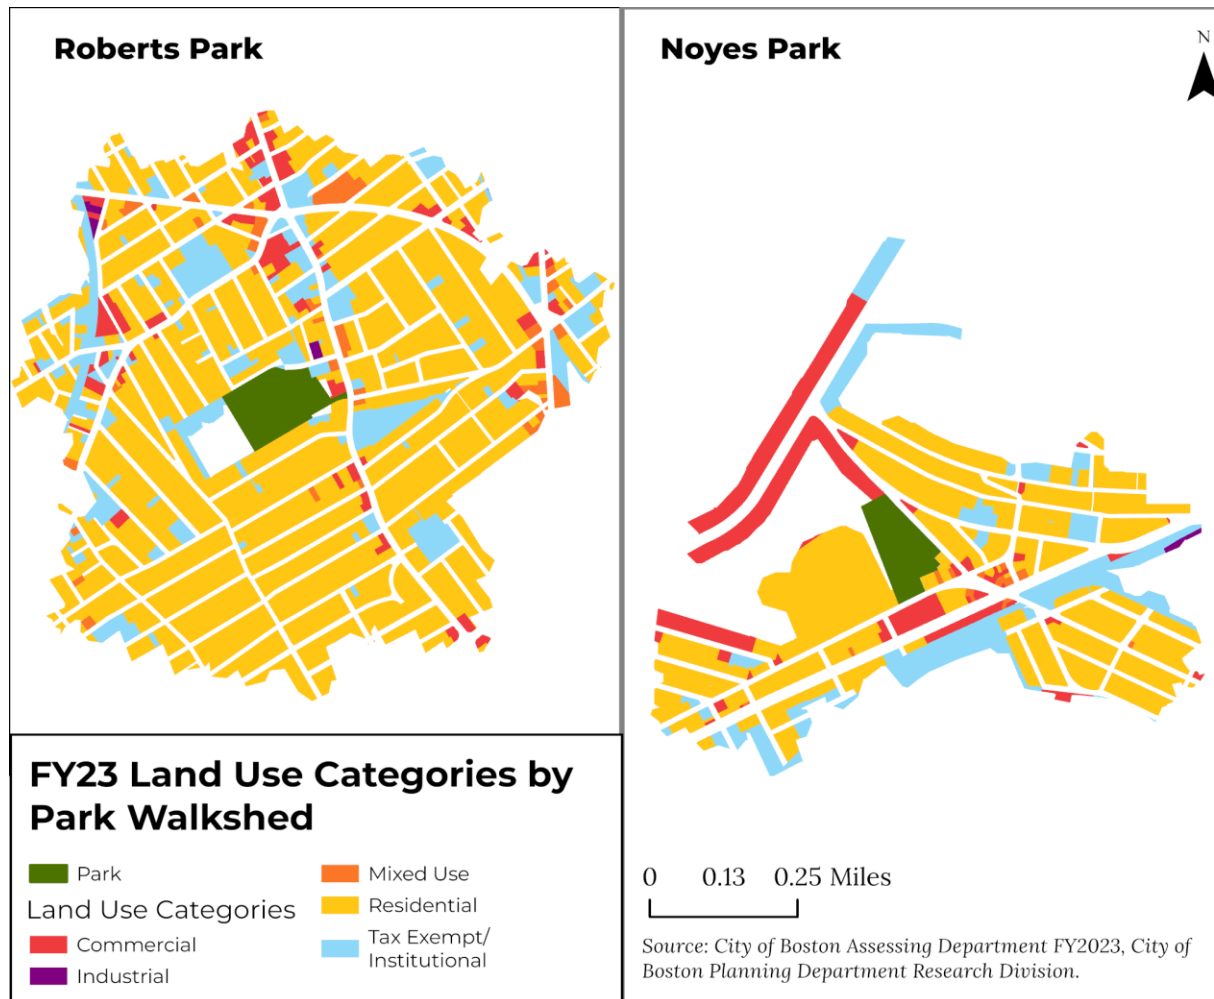 Roberts Park
Noyes Park
N
FY23 Land Use Categories by
Park Walkshed
Park
Land Use Categories
Commercial
Industrial
Mixed Use
Residential
Tax Exempt/
Institutional
0 0.13 0.25 Miles
Source: City of Boston Assessing Department FY2023, City of
Boston Planning Department Research Division.